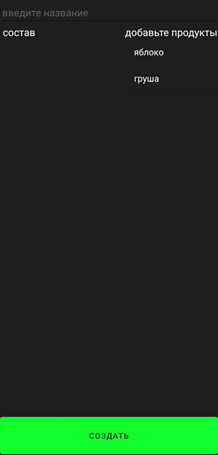 введите название
состав добавьте продукты
яблоко
груша
СОЗДАТЬ